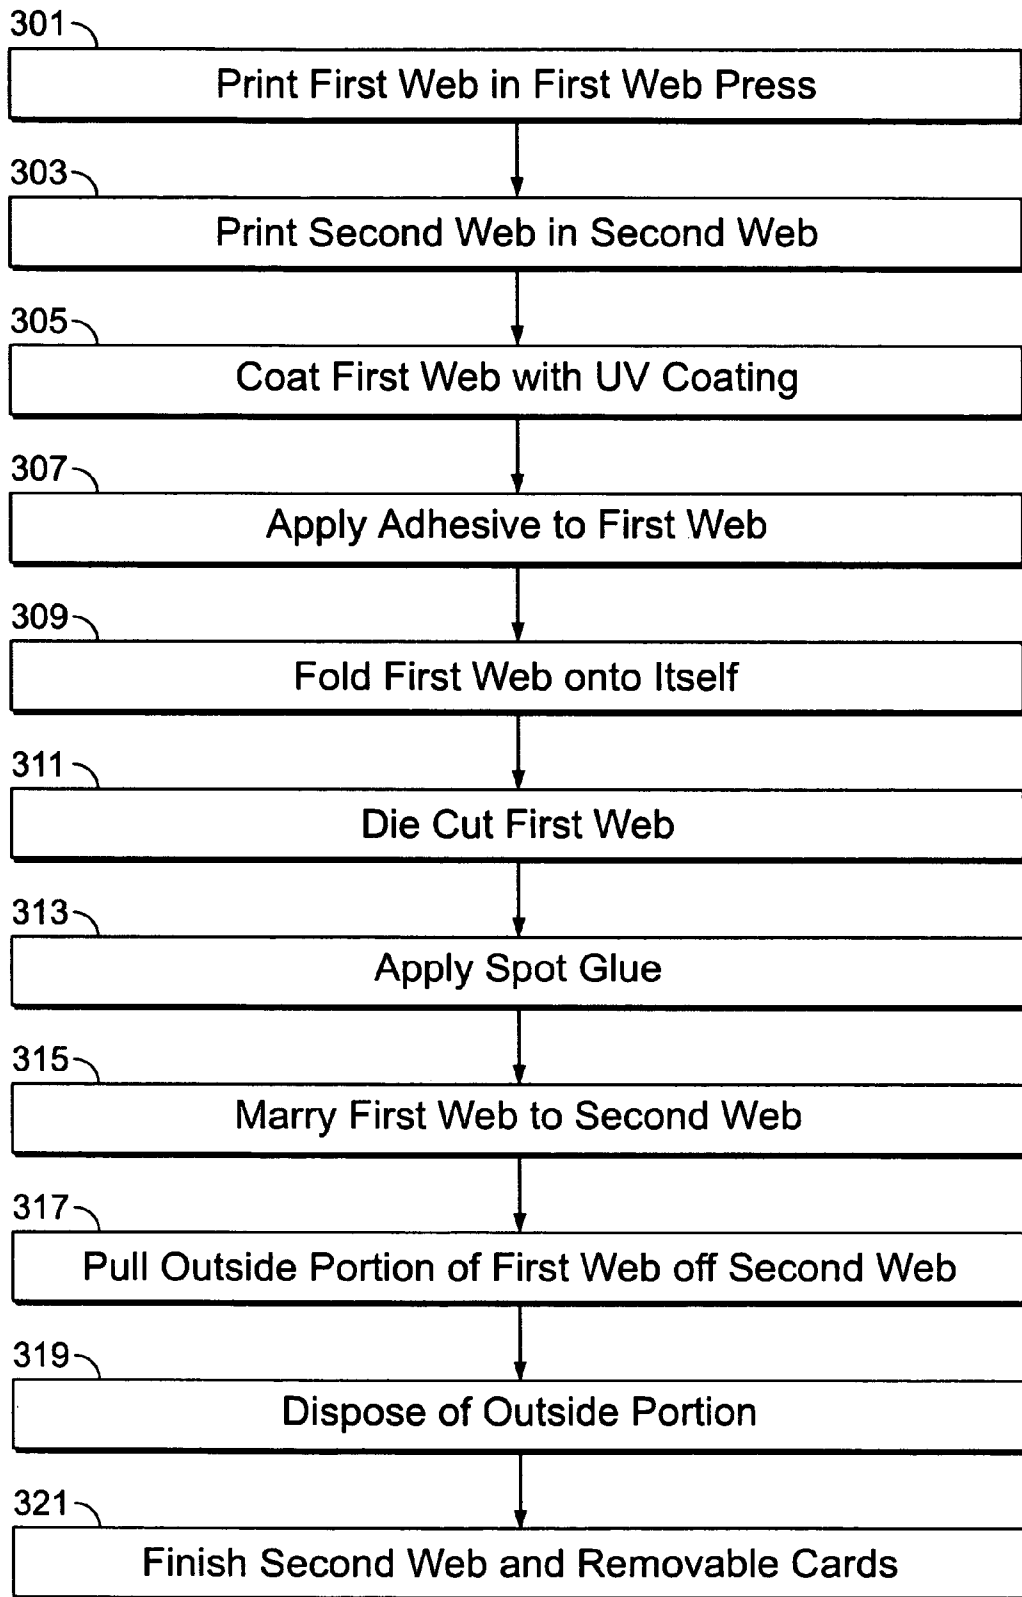 301
Print First Web in First Web Press
303
Print Second Web in Second Web
305
Coat First Web with UV Coating
307
Apply Adhesive to First Web
309
Fold First Web onto Itself
311
Die Cut First Web
313
Apply Spot Glue
315
Marry First Web to Second Web
317
Pull Outside Portion of First Web off Second Web
319
Dispose of Outside Portion
321
Finish Second Web and Removable Cards